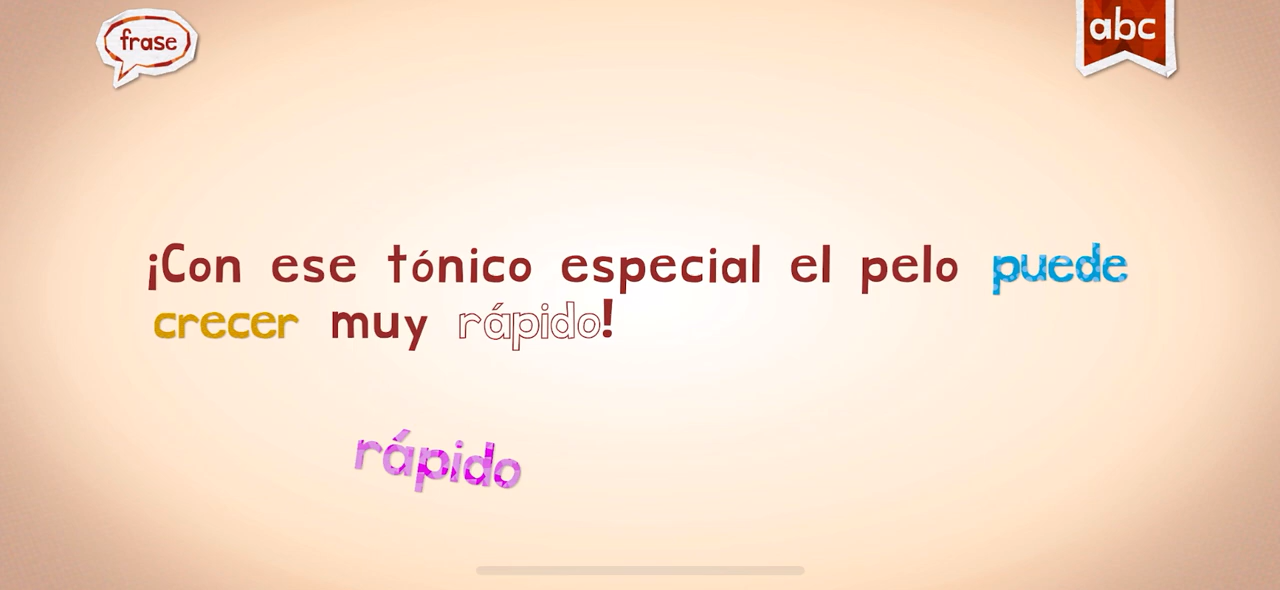 frase
abc
¡Con ese tónico especial el pelo puede
crecer muy rápido!
rápido